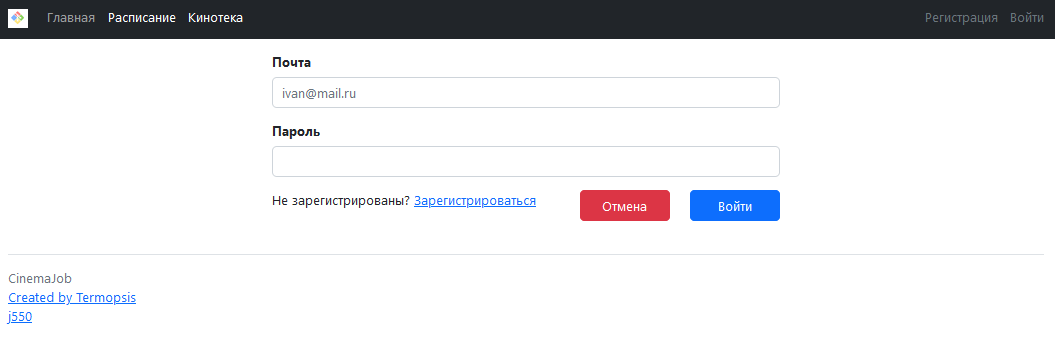 Главная Расписание Кинотека Регистрация Войти
Почта
ivan@mail.ru
Пароль
Не зарегистрированы? Зарегистрироваться Отмена Войти
CinemaJob
Created by Termopsis
j550